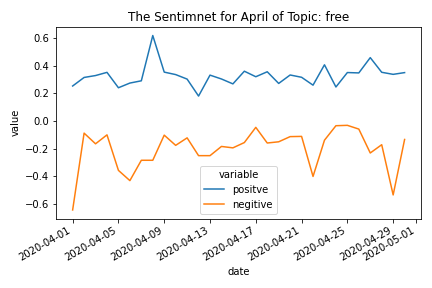 The Sentimnet for April of Topic: free
value
0.6
0.4
0.2
0.0
−0.2
−0.4
−0.6
variable
positve
negitive
2020-04-01
2020-04-05
2020-04-09
2020-04-13
2020-04-17
2020-04-21
2020-04-25
2020-04-29
2020-05-01
date